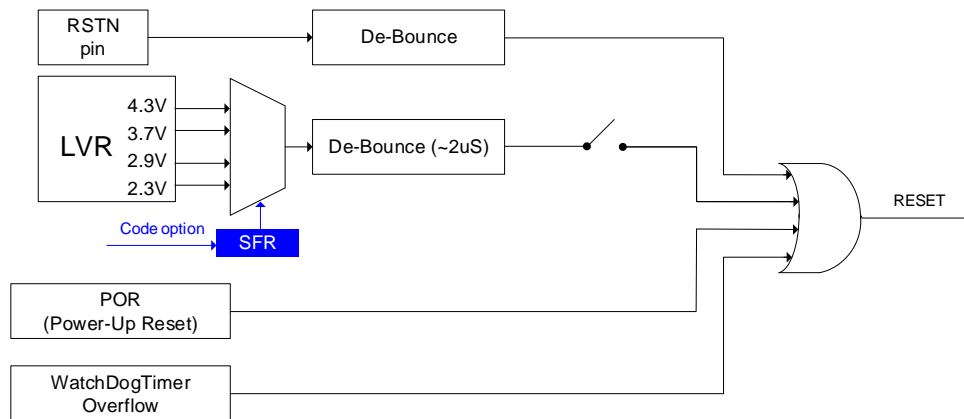 RSTN
pin
De-Bounce
LVR
4.3V
3.7V
2.9V
2.3V
De-Bounce (~2uS)
Code option
SFR
RESET
POR
(Power-Up Reset)
WatchDogTimer
Overflow